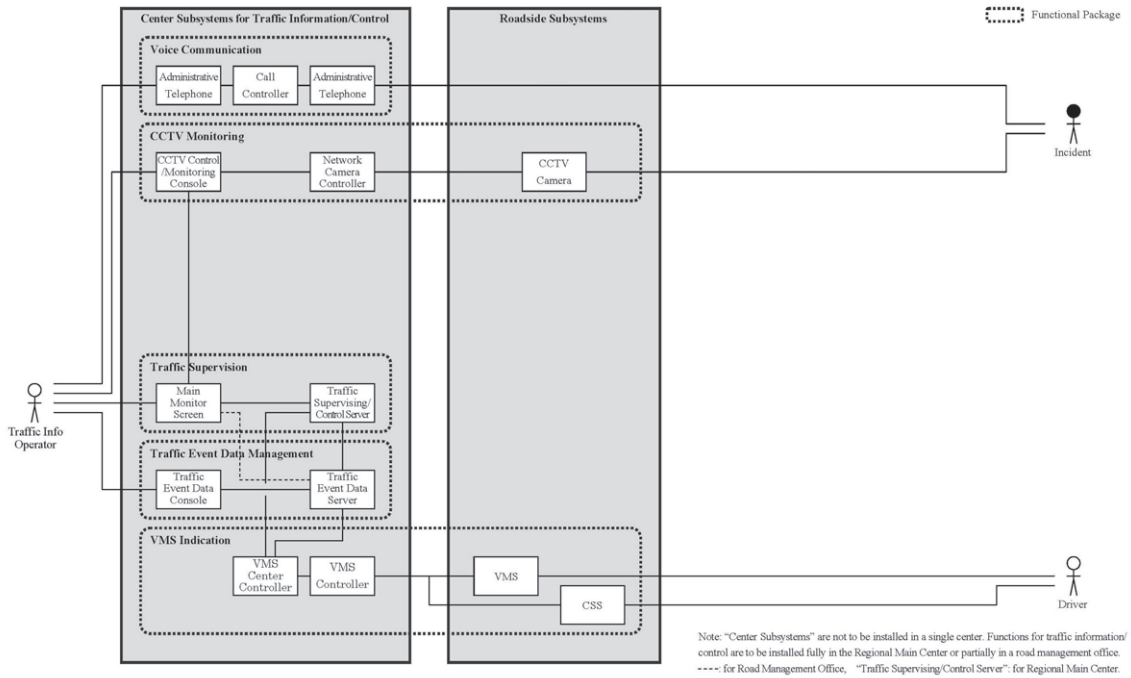 Center Subsystems for Traffic Information/Control
Roadside Subsystems
Functional Package
Voice Communication
Administrative
Telephone
Call
Controller
Administrative
Telephone
CCTV Monitoring
CCTV Control
/Monitoring
Console
Network
Camera
Controller
CCTV
Camera
Incident
Traffic Supervision
Main
Monitor
Screen
Traffic
Supervising/
Control Server
Traffic Info
Operator
Traffic Event Data Management
Traffic
Event Data
Console
Traffic
Event Data
Server
VMS Indication
VMS
Center
Controller
VMS
Controller
VMS
CSS
Driver
Note: “Center Subsystems” are not to be installed in a single center. Functions for traffic information/
control are to be installed fully in the Regional Main Center or partially in a road management office.
----: for Road Management Office, “Traffic Supervising/Control Server”: for Regional Main Center.